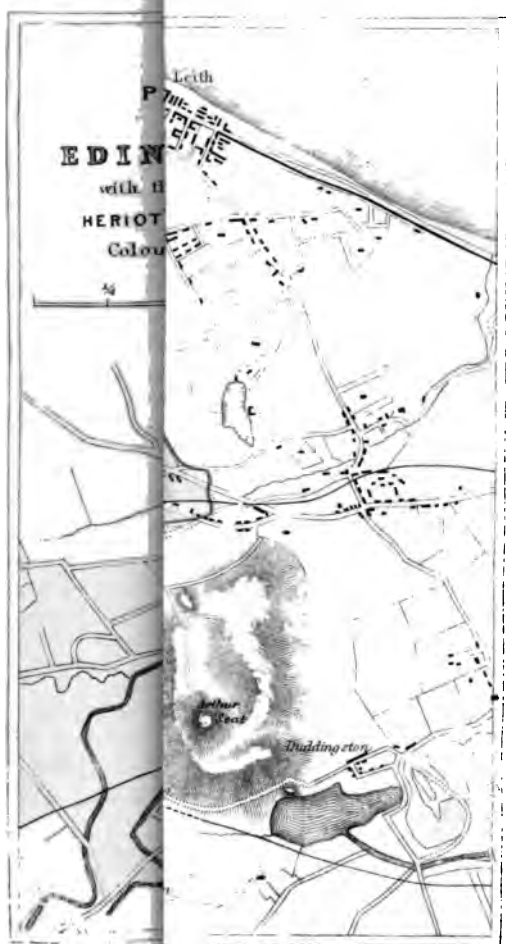 Leith
P
EDIN
with th
HERIOT
Colou
¼
Arthur
Seat
Duddingston